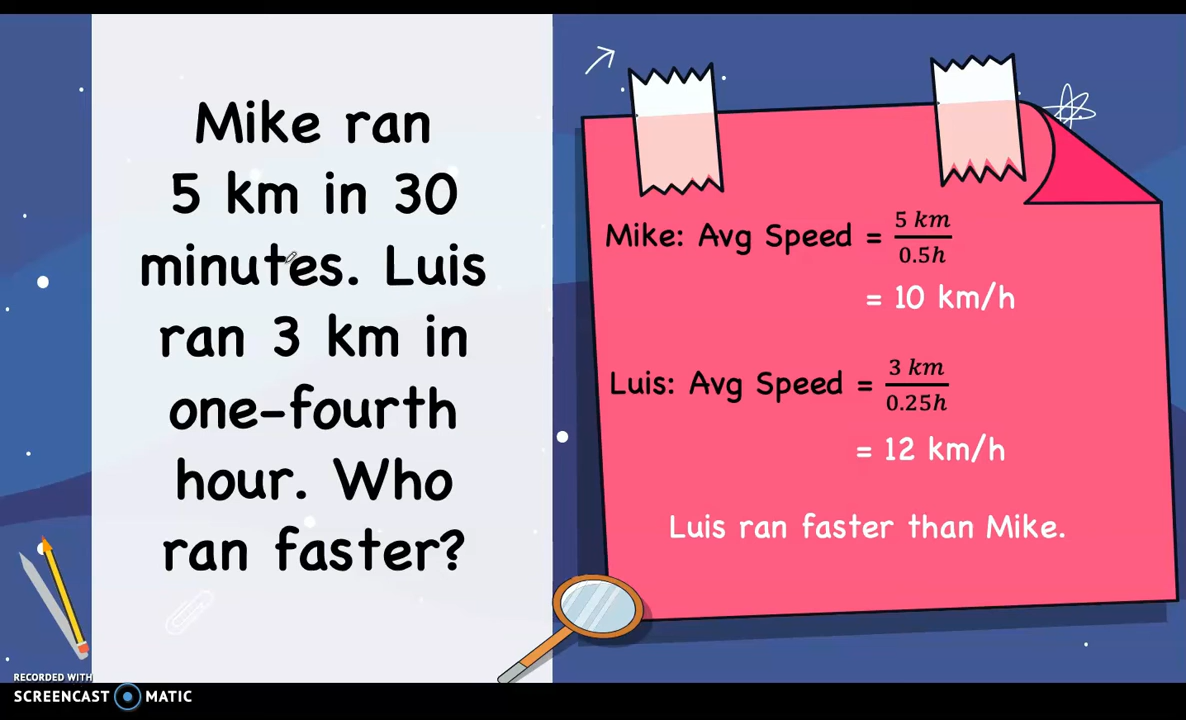 Mike ran
5 km in 30
minutes. Luis
ran 3 km in
one-fourth
hour. Who
ran faster?
Mike: Avg Speed = 5 km / 0.5h
= 10 km/h
Luis: Avg Speed = 3 km / 0.25h
= 12 km/h
Luis ran faster than Mike.
RECORDED WITH
SCREENCAST MATIC